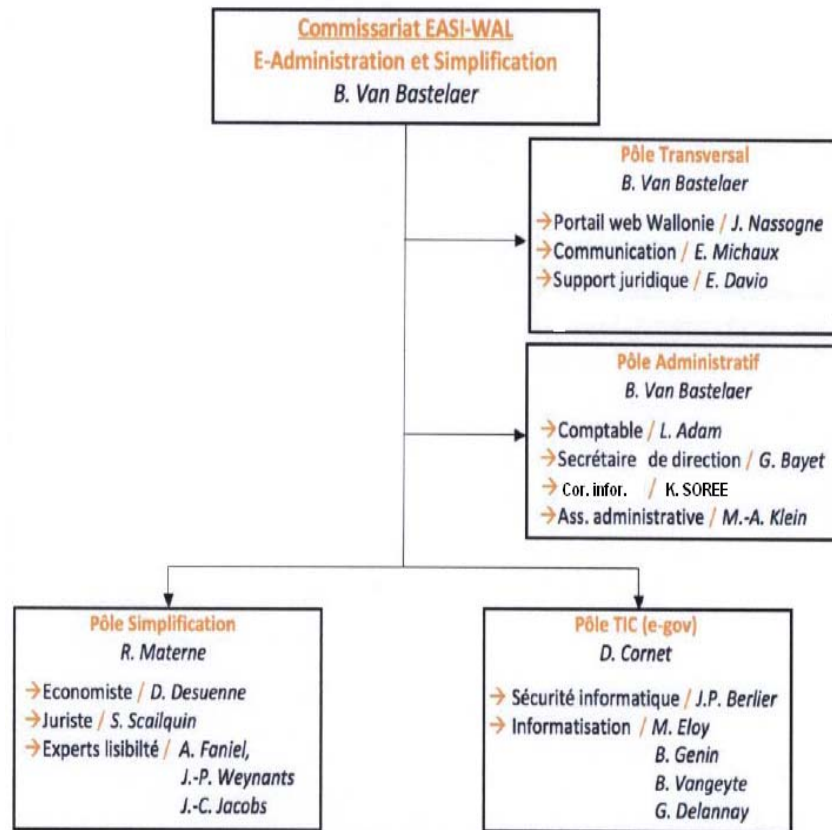 Commissariat EASI-WAL
E-Administration et Simplification
B. Van Bastelaer
Pôle Transversal
B. Van Bastelaer
→Portail web Wallonie / J. Nassogne
→Communication / E. Michaux
→Support juridique / E. Davio
Pôle Administratif
B. Van Bastelaer
→Comptable / L. Adam
→Secrétaire de direction / G. Bayet
→Cor. infor. / K. SOREE
→Ass. administrative / M.-A. Klein
Pôle Simplification
R. Materne
→Economiste / D. Desuenne
→Juriste / S. Scailquin
→Experts lisibilté / A. Faniel,
J.-P. Weynants
J.-C. Jacobs
Pôle TIC (e-gov)
D. Cornet
→Sécurité informatique / J.P. Berlier
→Informatisation / M. Eloy
B. Genin
B. Vangeyte
G. Delannay